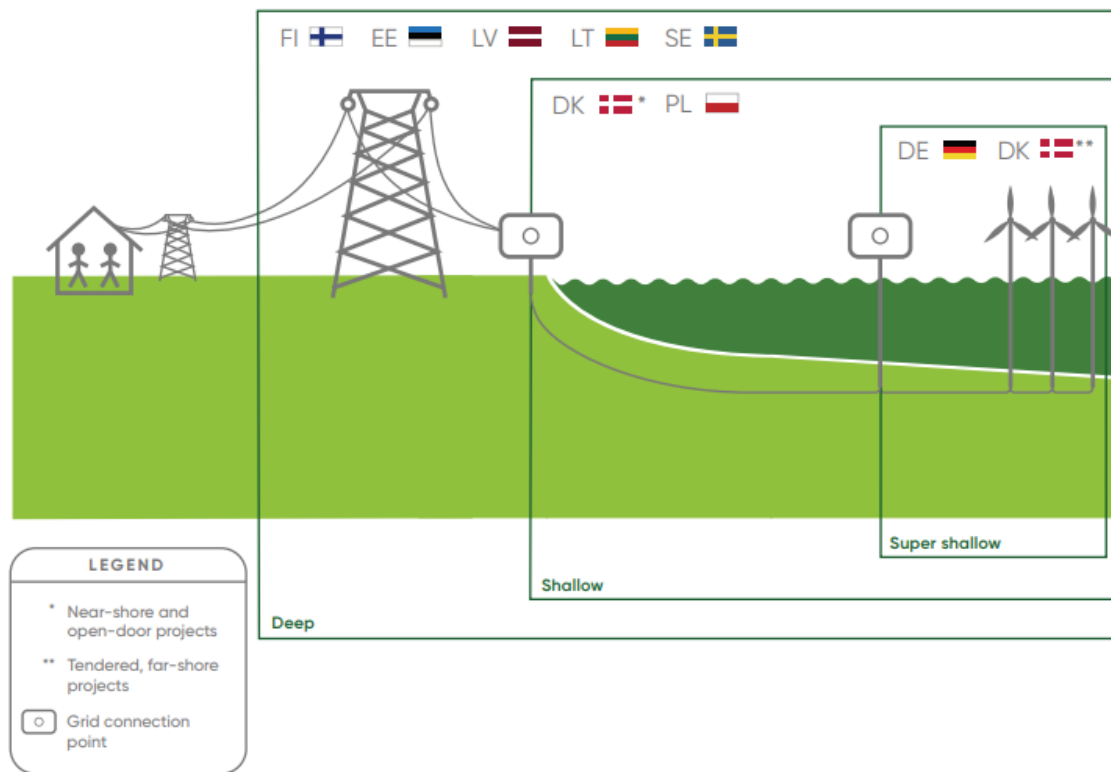 FI EE LV LT SE
DK * PL
DE DK **
Super shallow
Shallow
Deep
LEGEND
* Near-shore and
open-door projects
** Tendered, far-shore
projects
Grid connection
point